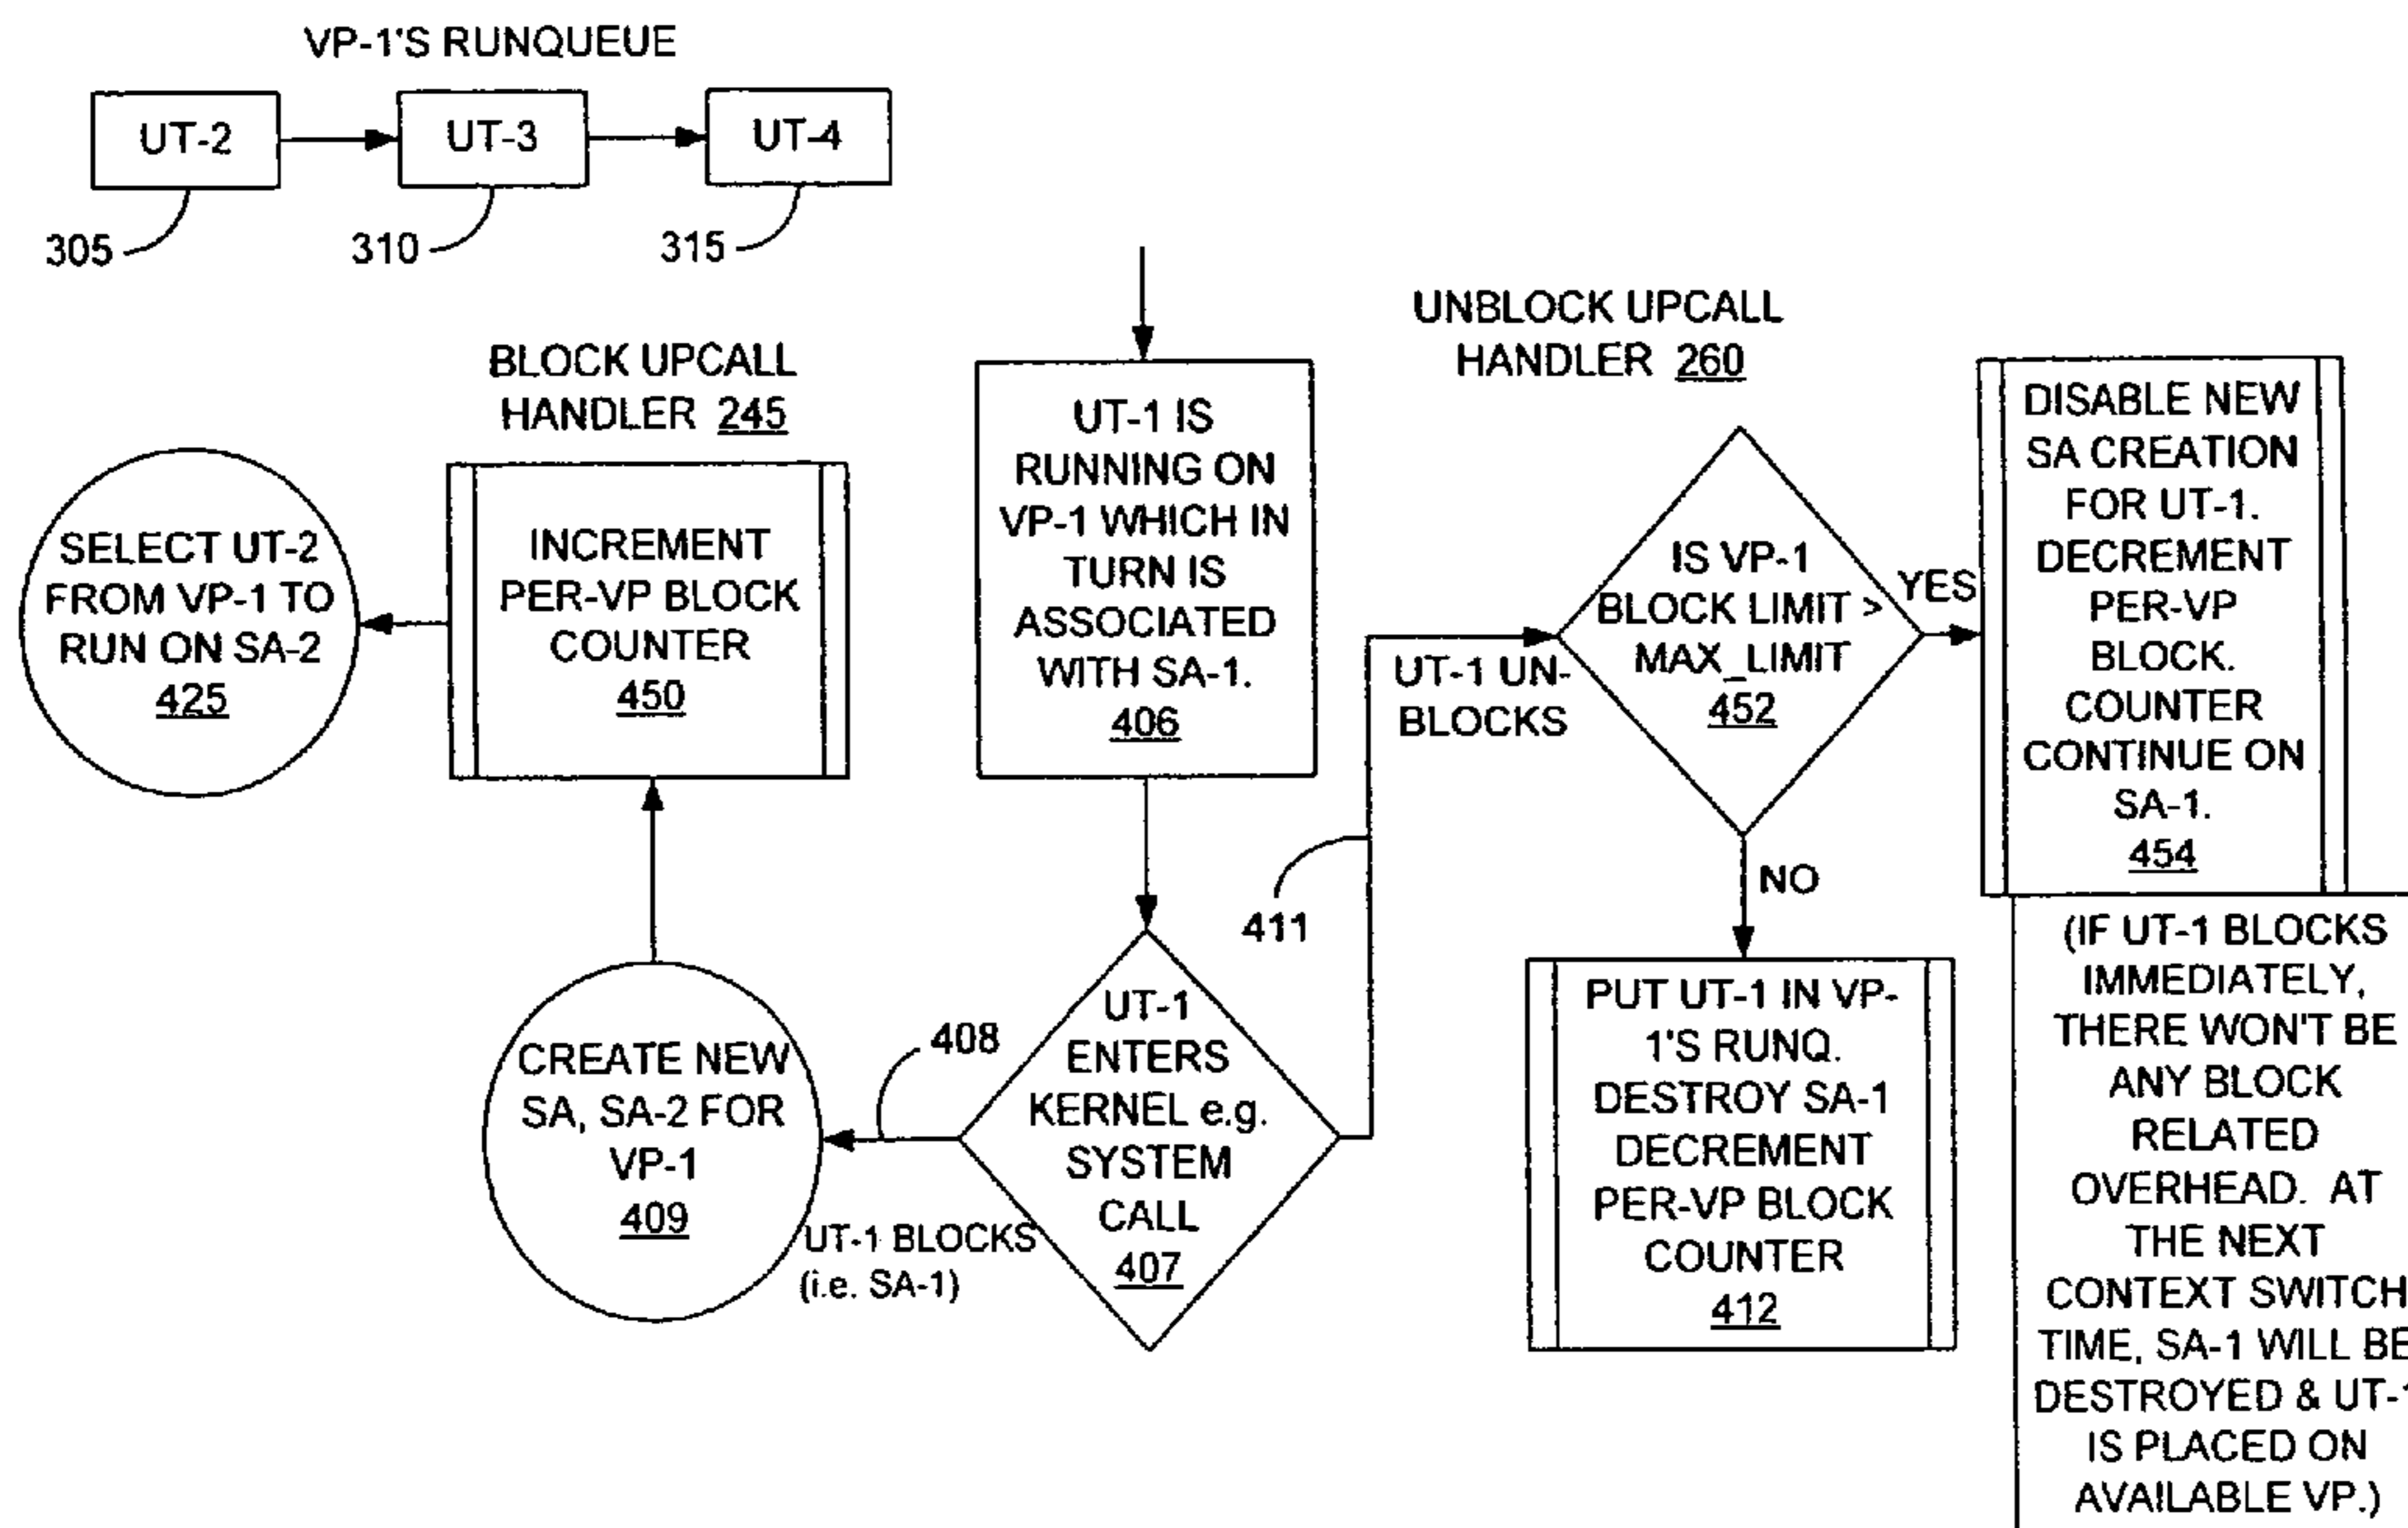 VP-1'S RUNQUEUE
UT-2
UT-3
UT-4
305
310
315
BLOCK UPCALL
HANDLER 245
SELECT UT-2
FROM VP-1 TO
RUN ON SA-2
425
INCREMENT
PER-VP BLOCK
COUNTER
450
UT-1 IS
RUNNING ON
VP-1 WHICH IN
TURN IS
ASSOCIATED
WITH SA-1.
406
UNBLOCK UPCALL
HANDLER 260
IS VP-1
BLOCK LIMIT >
MAX_LIMIT
452
YES
NO
DISABLE NEW
SA CREATION
FOR UT-1.
DECREMENT
PER-VP
BLOCK.
COUNTER
CONTINUE ON
SA-1.
454
UT-1 UN-
BLOCKS
411
CREATE NEW
SA, SA-2 FOR
VP-1
409
408
UT-1 BLOCKS
(i.e. SA-1)
UT-1
ENTERS
KERNEL e.g.
SYSTEM
CALL
407
PUT UT-1 IN VP-
1'S RUNQ.
DESTROY SA-1
DECREMENT
PER-VP BLOCK
COUNTER
412
(IF UT-1 BLOCKS
IMMEDIATELY,
THERE WON'T BE
ANY BLOCK
RELATED
OVERHEAD. AT
THE NEXT
CONTEXT SWITCH
TIME, SA-1 WILL BE
DESTROYED & UT-1
IS PLACED ON
AVAILABLE VP.)